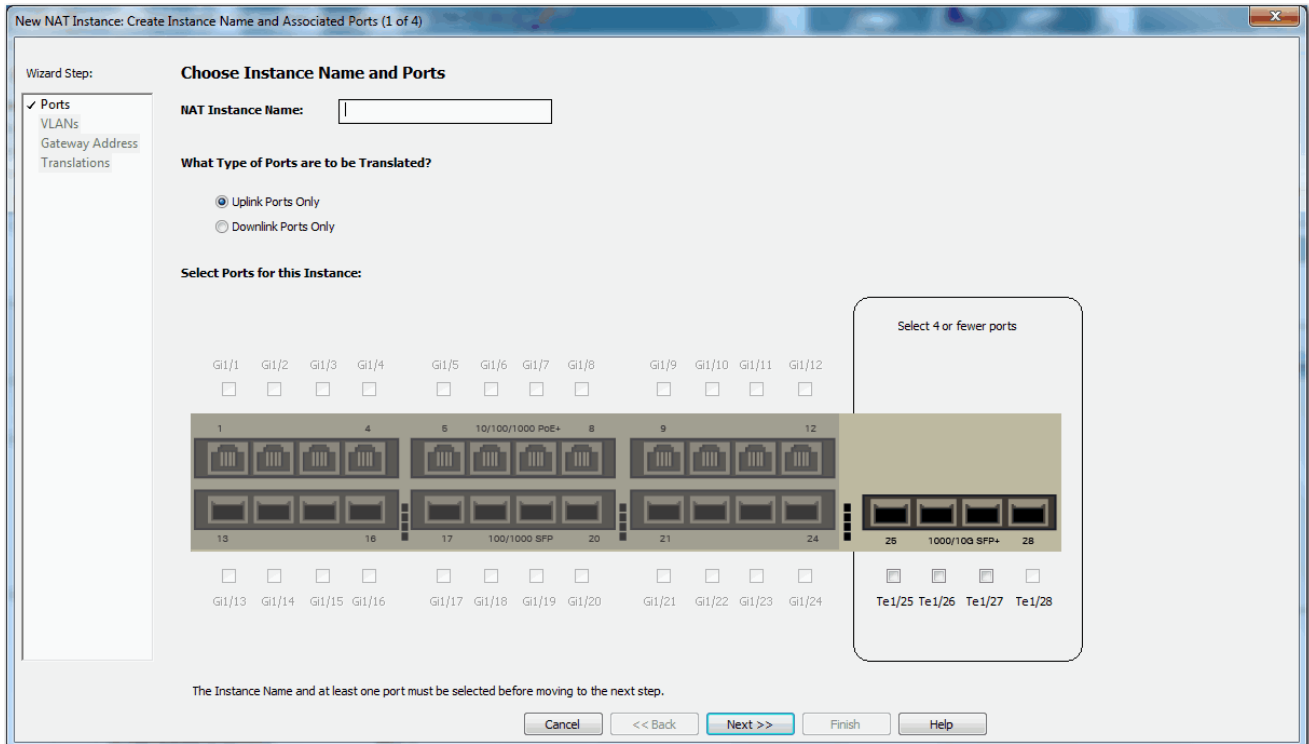 New NAT Instance: Create Instance Name and Associated Ports (1 of 4)
Wizard Step:
✓ Ports
VLANs
Gateway Address
Translations
Choose Instance Name and Ports
NAT Instance Name:
What Type of Ports are to be Translated?
Uplink Ports Only
Downlink Ports Only
Select Ports for this Instance:
Select 4 or fewer ports
Gi1/1 Gi1/2 Gi1/3 Gi1/4 Gi1/5 Gi1/6 Gi1/7 Gi1/8 Gi1/9 Gi1/10 Gi1/11 Gi1/12
1 4 5 10/100/1000 PoE+ 8 9 12
13 16 17 100/1000 SFP 20 21 24 25 1000/10G SFP+ 28
Gi1/13 Gi1/14 Gi1/15 Gi1/16 Gi1/17 Gi1/18 Gi1/19 Gi1/20 Gi1/21 Gi1/22 Gi1/23 Gi1/24 Te1/25 Te1/26 Te1/27 Te1/28
The Instance Name and at least one port must be selected before moving to the next step.
Cancel << Back Next >> Finish Help